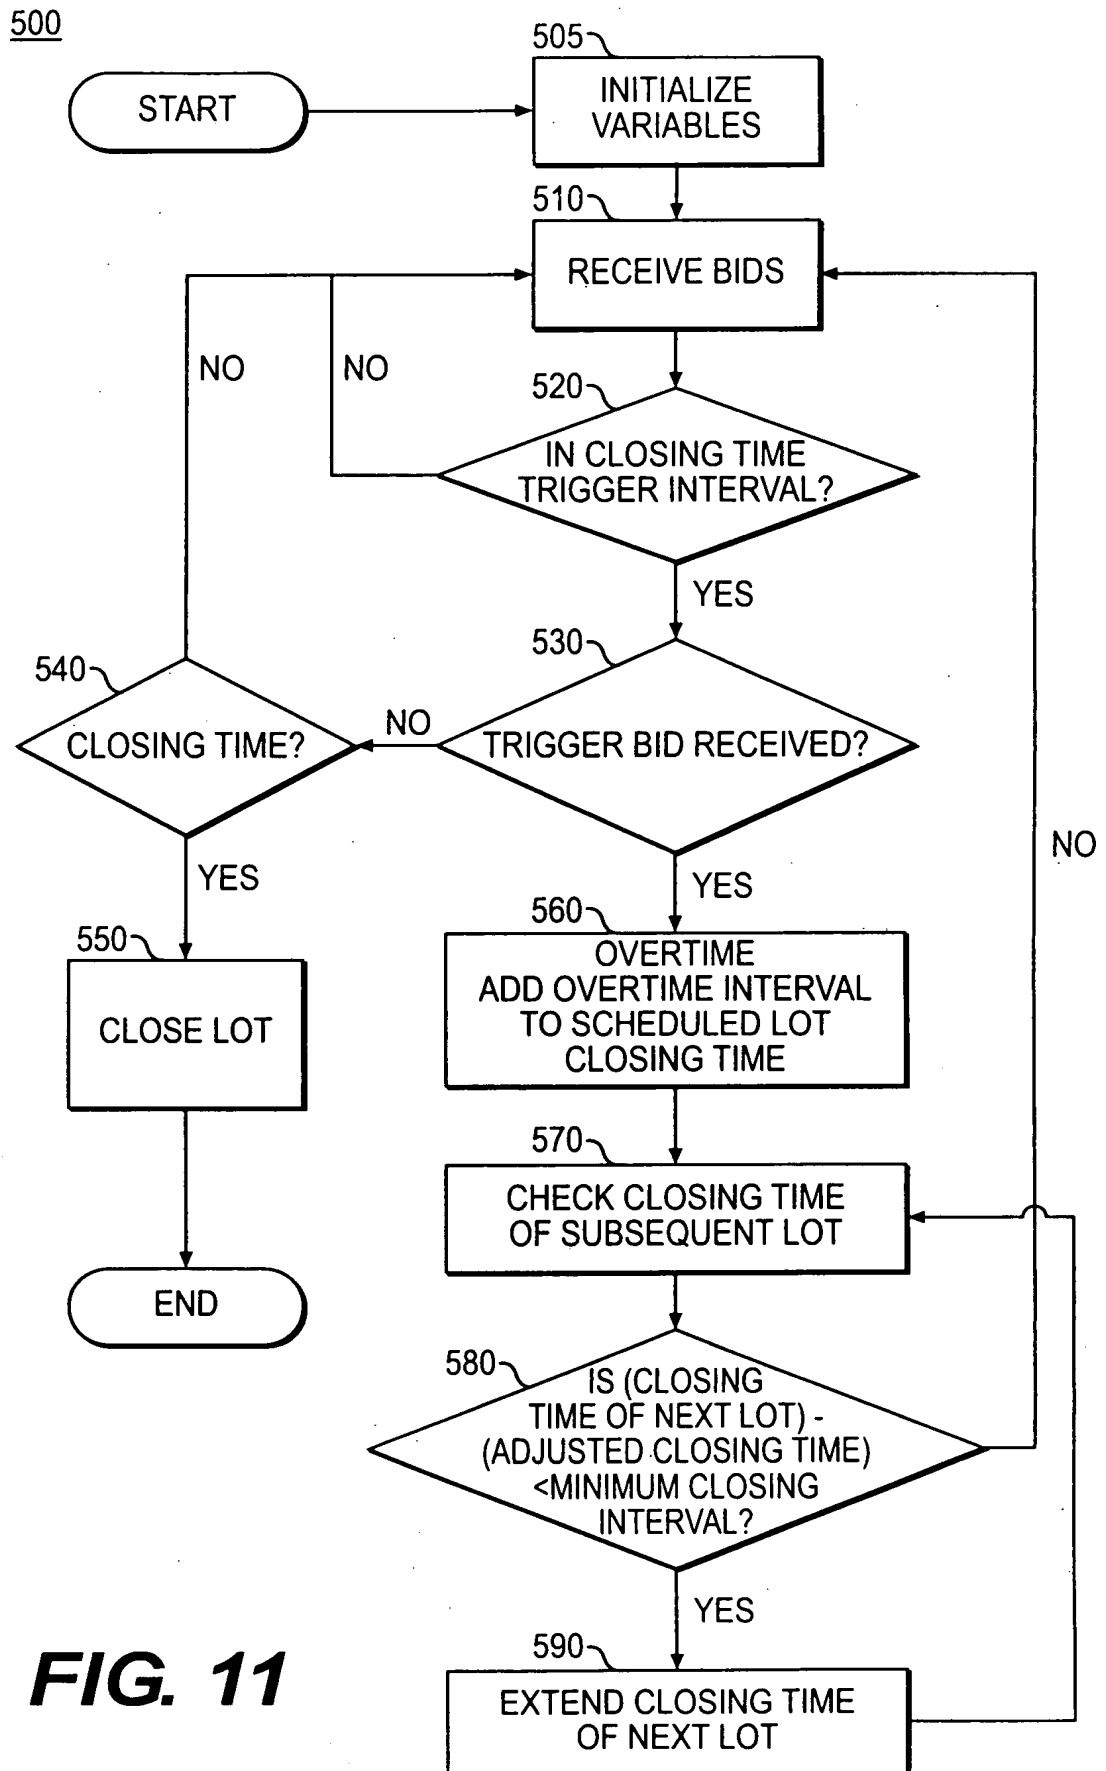 500
505
START
INITIALIZE
VARIABLES
510
RECEIVE BIDS
NO
NO
520
IN CLOSING TIME
TRIGGER INTERVAL?
YES
530
540
NO
CLOSING TIME?
TRIGGER BID RECEIVED?
NO
YES
YES
560
550
OVERTIME
ADD OVERTIME INTERVAL
TO SCHEDULED LOT
CLOSING TIME
CLOSE LOT
570
CHECK CLOSING TIME
OF SUBSEQUENT LOT
END
580
IS (CLOSING
TIME OF NEXT LOT) -
(ADJUSTED CLOSING TIME)
<MINIMUM CLOSING
INTERVAL?
YES
590
EXTEND CLOSING TIME
OF NEXT LOT
FIG. 11